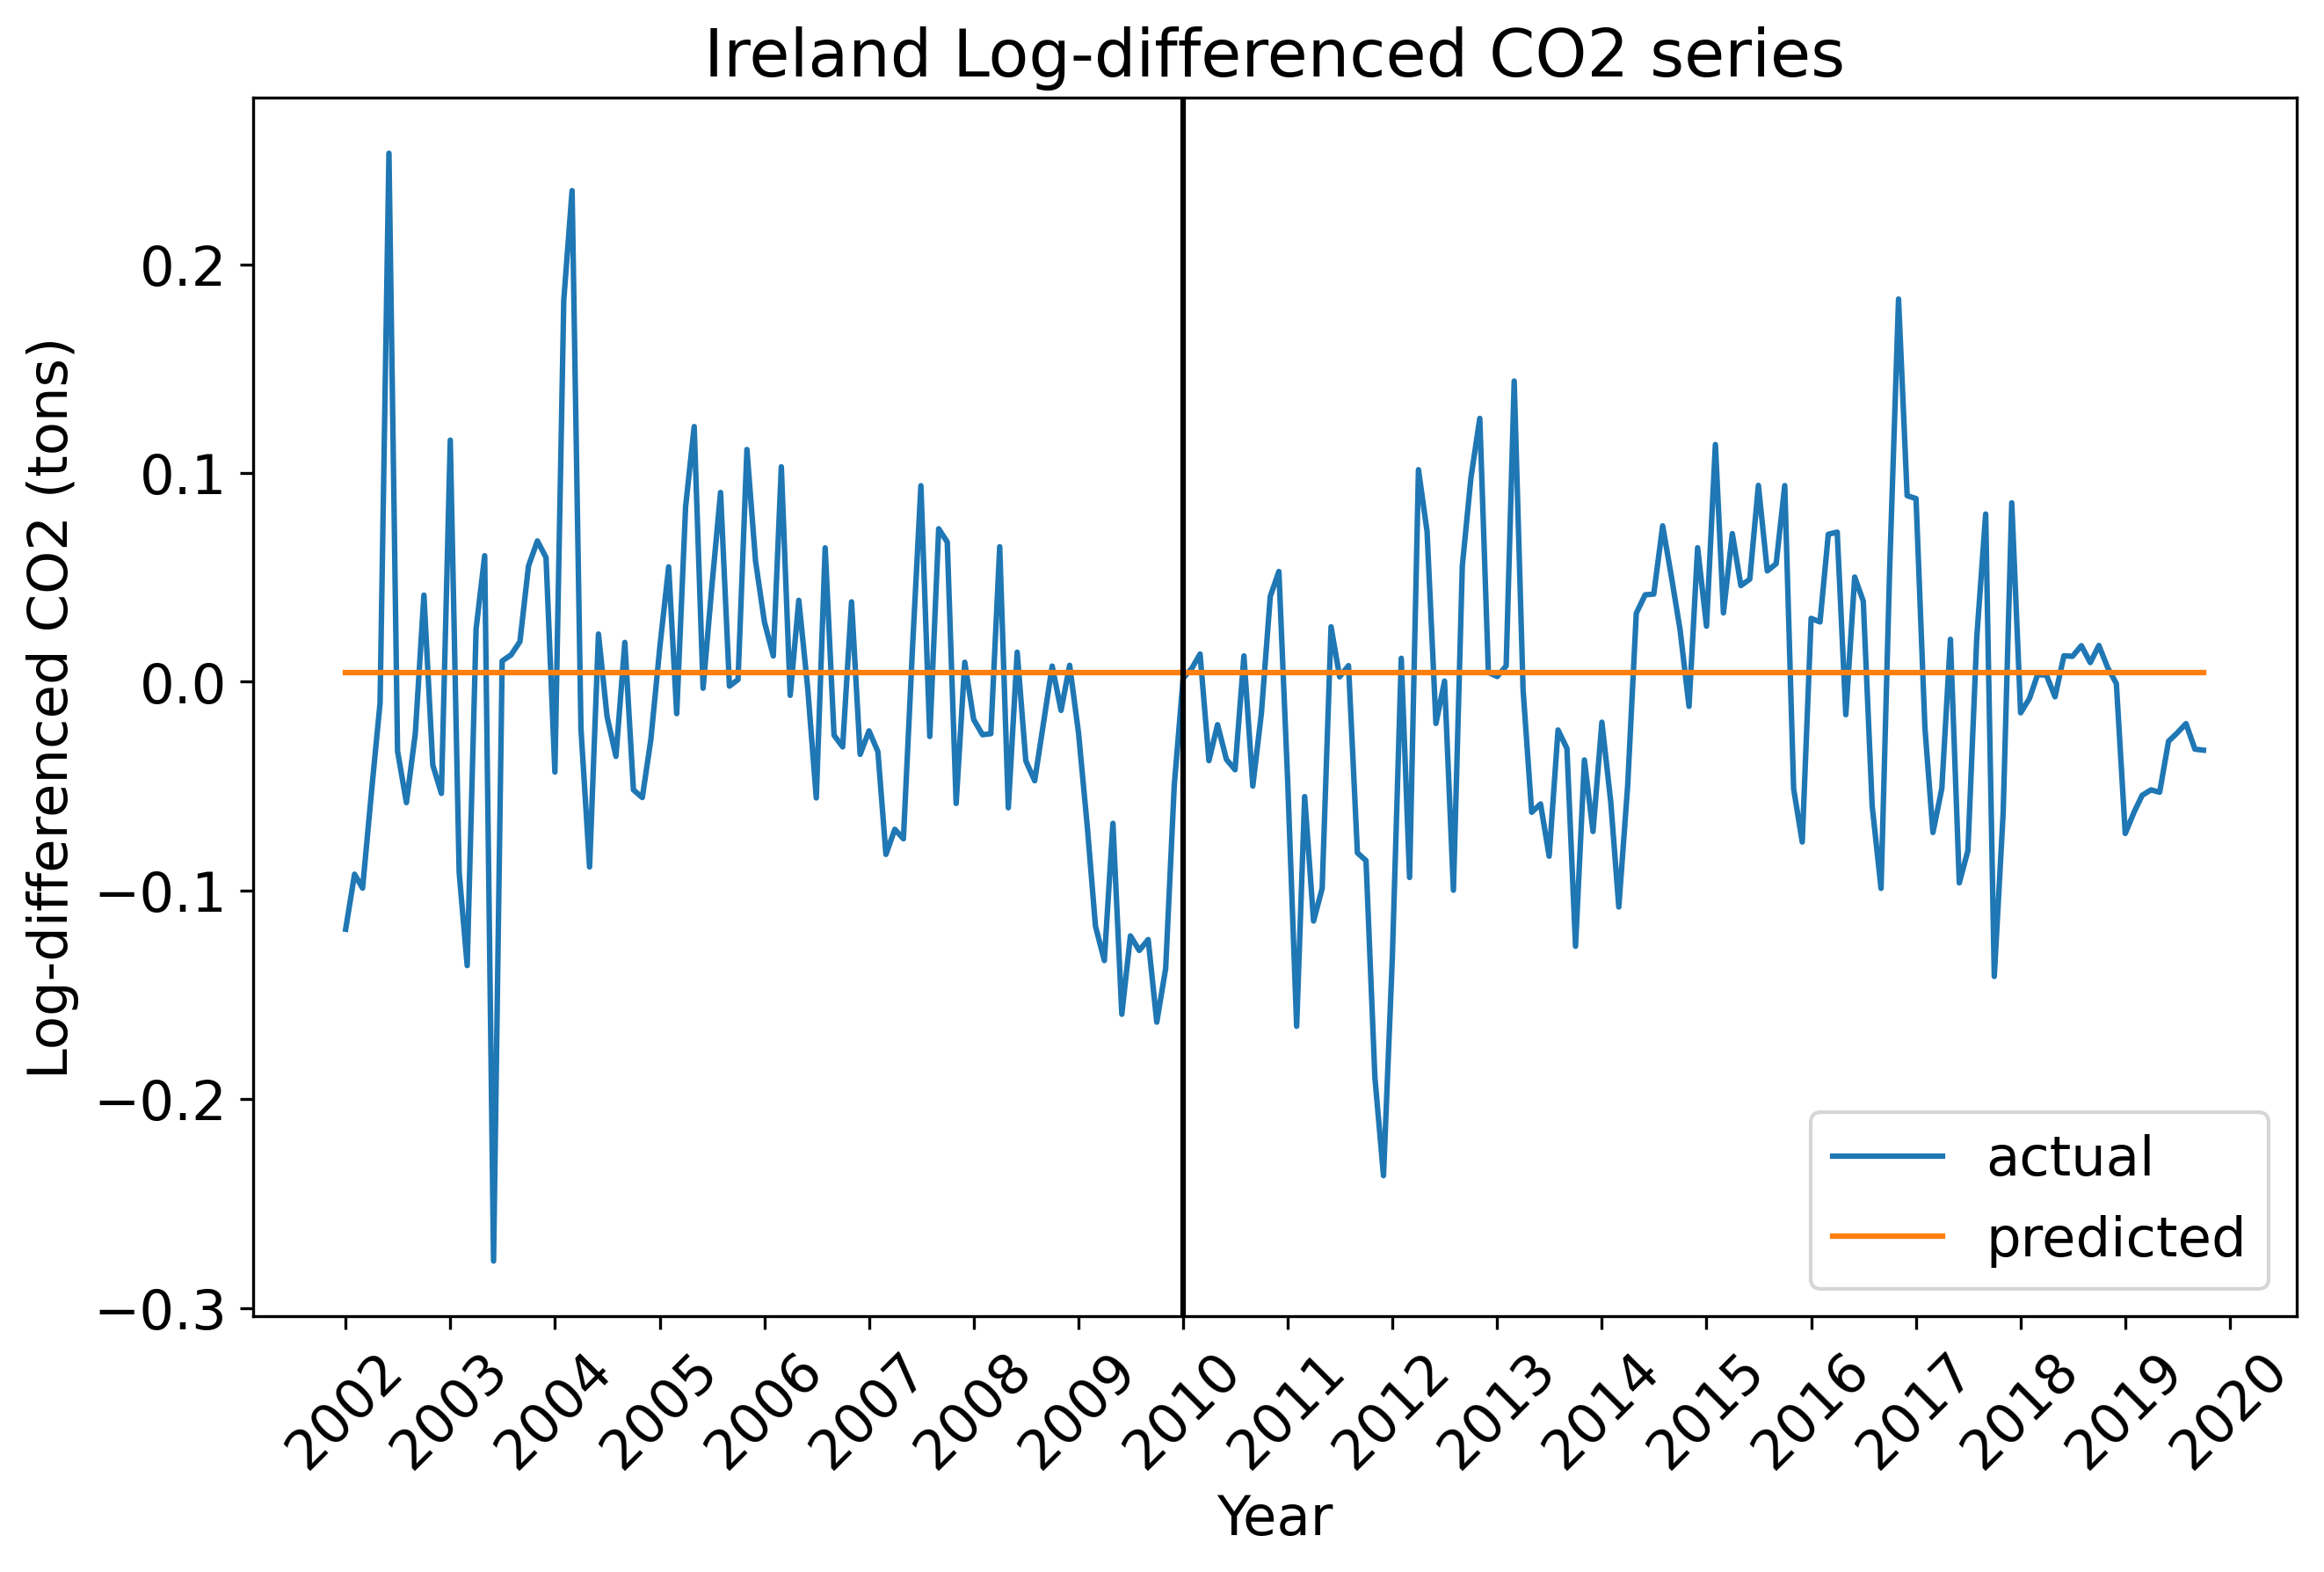 Ireland Log-differenced CO2 series
Log-differenced CO2 (tons)
0.2
0.1
0.0
−0.1
−0.2
−0.3
actual
predicted
2002 2003 2004 2005 2006 2007 2008 2009 2010 2011 2012 2013 2014 2015 2016 2017 2018 2019 2020
Year